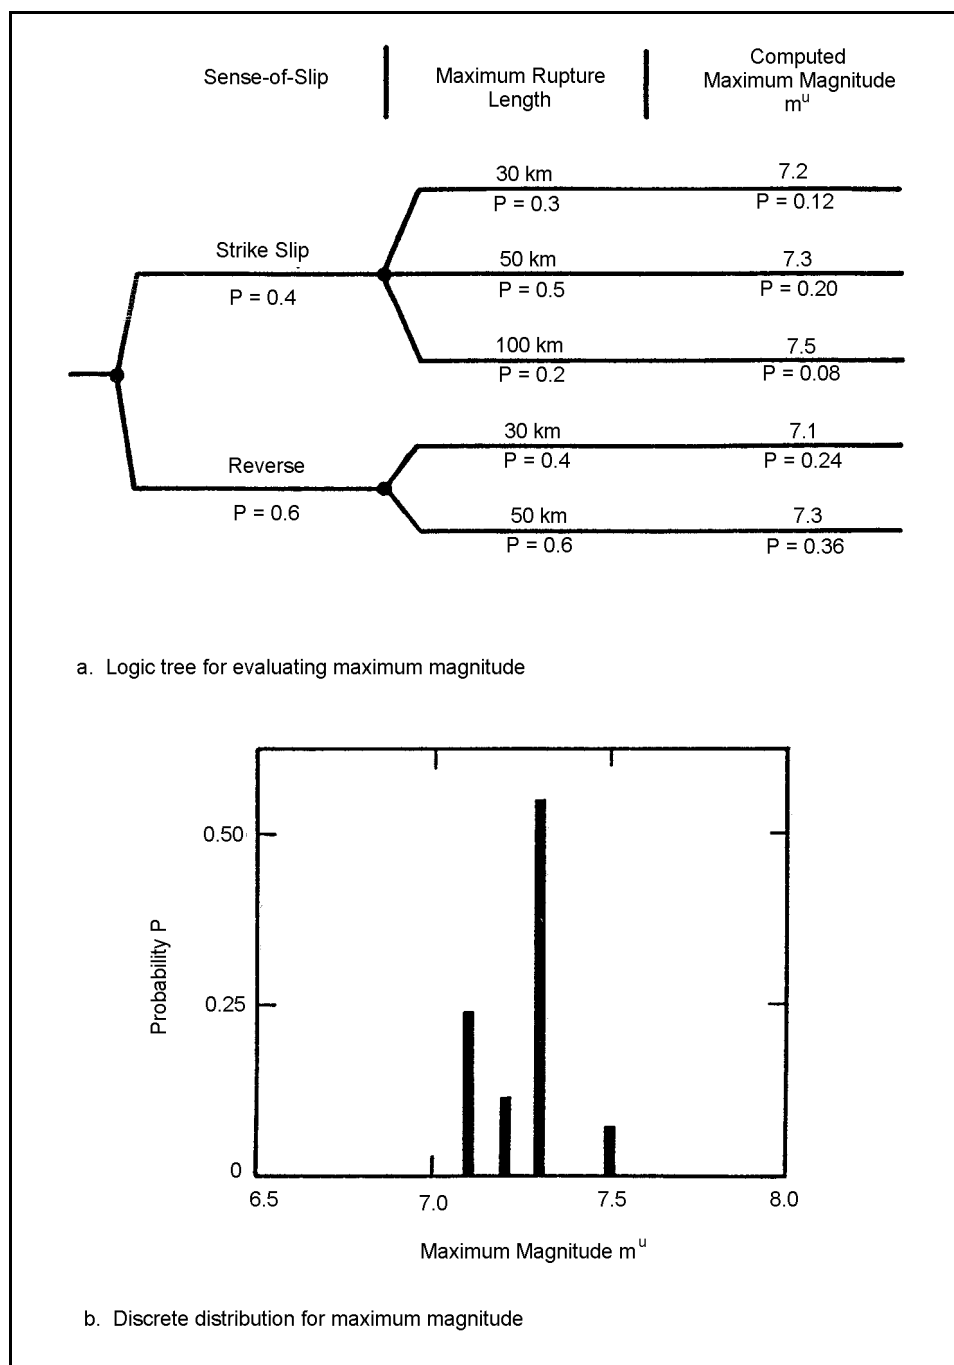 Sense-of-Slip
Maximum Rupture
Length
Computed
Maximum Magnitude
mᵘ
30 km
7.2
P = 0.3
P = 0.12
Strike Slip
50 km
7.3
P = 0.4
P = 0.5
P = 0.20
100 km
7.5
P = 0.2
P = 0.08
30 km
7.1
Reverse
P = 0.4
P = 0.24
P = 0.6
50 km
7.3
P = 0.6
P = 0.36
a. Logic tree for evaluating maximum magnitude
0.50
0.25
0
Probability P
6.5
7.0
7.5
8.0
Maximum Magnitude mᵘ
b. Discrete distribution for maximum magnitude